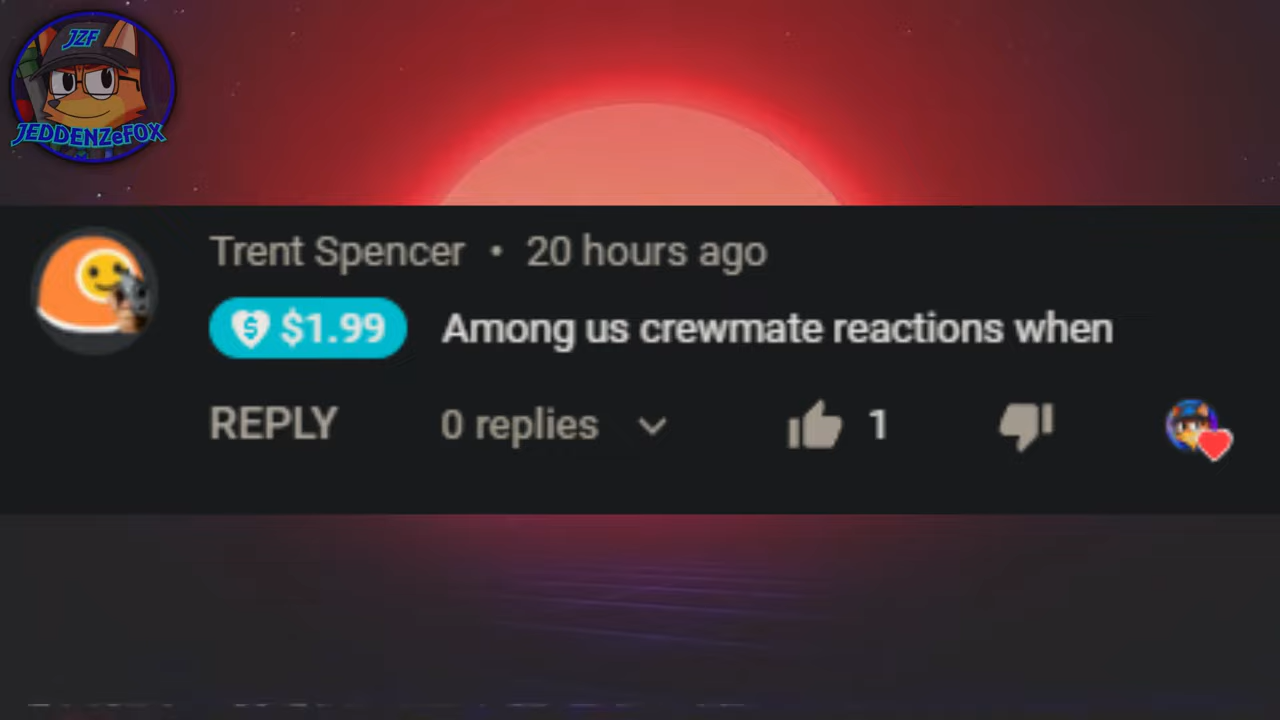 JZF
JEDDENZeFOX
Trent Spencer • 20 hours ago
$1.99 Among us crewmate reactions when
REPLY 0 replies 1